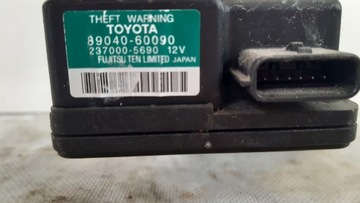 THEFT WARNING
TOYOTA
89040-60090
237000-5690 12V
FUJITSU TEN LIMITED JAPAN